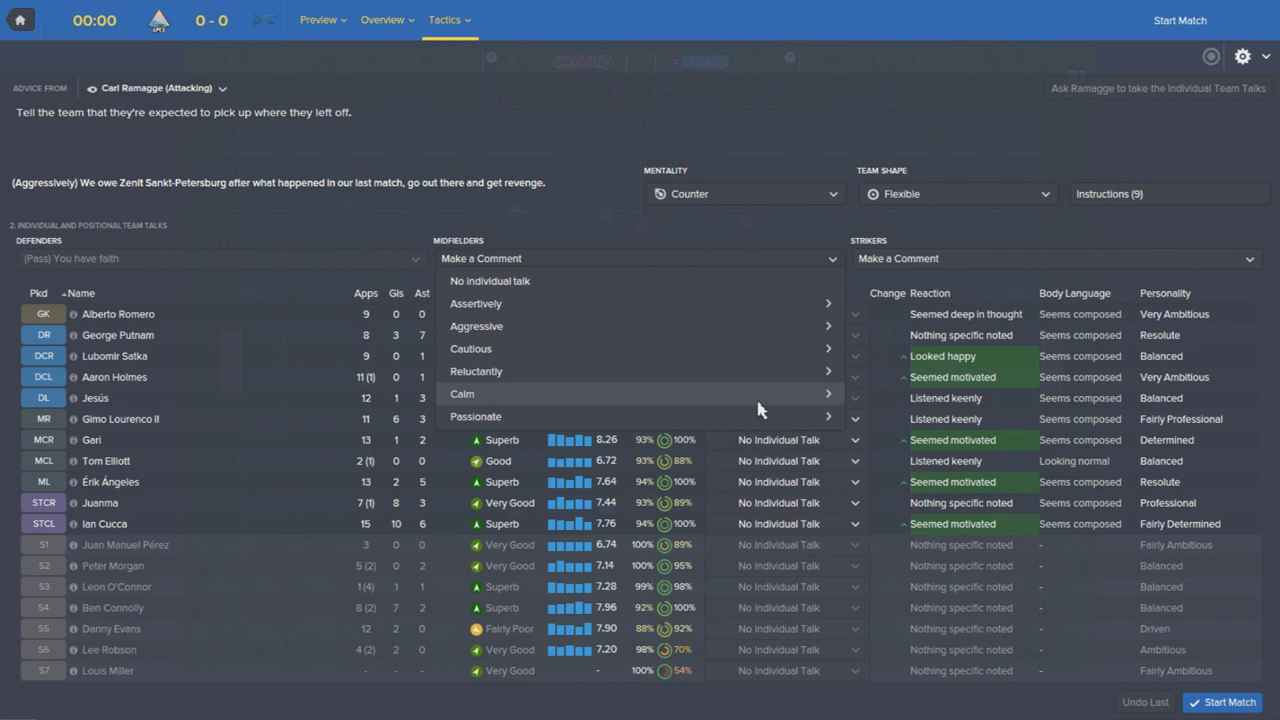 00:00 APEX 0 - 0 Preview Overview Tactics Start Match
ADVICE FROM Carl Ramagge (Attacking) Ask Ramagge to take the Individual Team Talks
Tell the team that they're expected to pick up where they left off.
MENTALITY TEAM SHAPE
(Aggressively) We owe Zenit Sankt-Petersburg after what happened in our last match, go out there and get revenge.
Counter Flexible Instructions (9)
2. INDIVIDUAL AND POSITIONAL TEAM TALKS
DEFENDERS MIDFIELDERS STRIKERS
(Pass) You have faith Make a Comment Make a Comment
No individual talk
Assertively
Aggressive
Cautious
Reluctantly
Calm
Passionate
Pkd Name Apps Gls Ast Change Reaction Body Language Personality
GK Alberto Romero 9 0 0 Seemed deep in thought Seems composed Very Ambitious
DR George Putnam 8 3 7 Nothing specific noted Seems composed Resolute
DCR Lubomir Satka 9 0 1 Looked happy Seems composed Balanced
DCL Aaron Holmes 11 (1) 0 1 Seemed motivated Seems composed Very Ambitious
DL Jesús 12 1 3 Listened keenly Seems composed Balanced
MR Gimo Lourenco II 11 6 3 Listened keenly Seems composed Fairly Professional
MCR Gari 13 1 2 Superb 8.26 93% 100% No Individual Talk Seemed motivated Seems composed Determined
MCL Tom Elliott 2 (1) 0 0 Good 6.72 93% 88% No Individual Talk Listened keenly Looking normal Balanced
ML Érik Ángeles 13 2 5 Superb 7.64 94% 100% No Individual Talk Seemed motivated Seems composed Resolute
STCR Juanma 7 (1) 8 3 Very Good 7.44 93% 89% No Individual Talk Nothing specific noted Seems composed Professional
STCL Ian Cucca 15 10 6 Superb 7.76 94% 100% No Individual Talk Seemed motivated Seems composed Fairly Determined
S1 Juan Manuel Pérez 3 0 0 Very Good 6.74 100% 89% No Individual Talk Nothing specific noted - Fairly Ambitious
S2 Peter Morgan 5 (2) 0 2 Very Good 7.14 100% 95% No Individual Talk Nothing specific noted - Balanced
S3 Leon O'Connor 1 (4) 1 1 Superb 7.28 99% 98% No Individual Talk Nothing specific noted - Balanced
S4 Ben Connolly 8 (2) 7 2 Superb 7.96 92% 100% No Individual Talk Nothing specific noted - Balanced
S5 Danny Evans 12 2 0 Fairly Poor 7.90 88% 92% No Individual Talk Nothing specific noted - Driven
S6 Lee Robson 4 (2) 2 0 Very Good 7.20 98% 70% No Individual Talk Nothing specific noted - Ambitious
S7 Louis Miller - - - Very Good - 100% 54% No Individual Talk Nothing specific noted - Fairly Ambitious
Undo Last Start Match